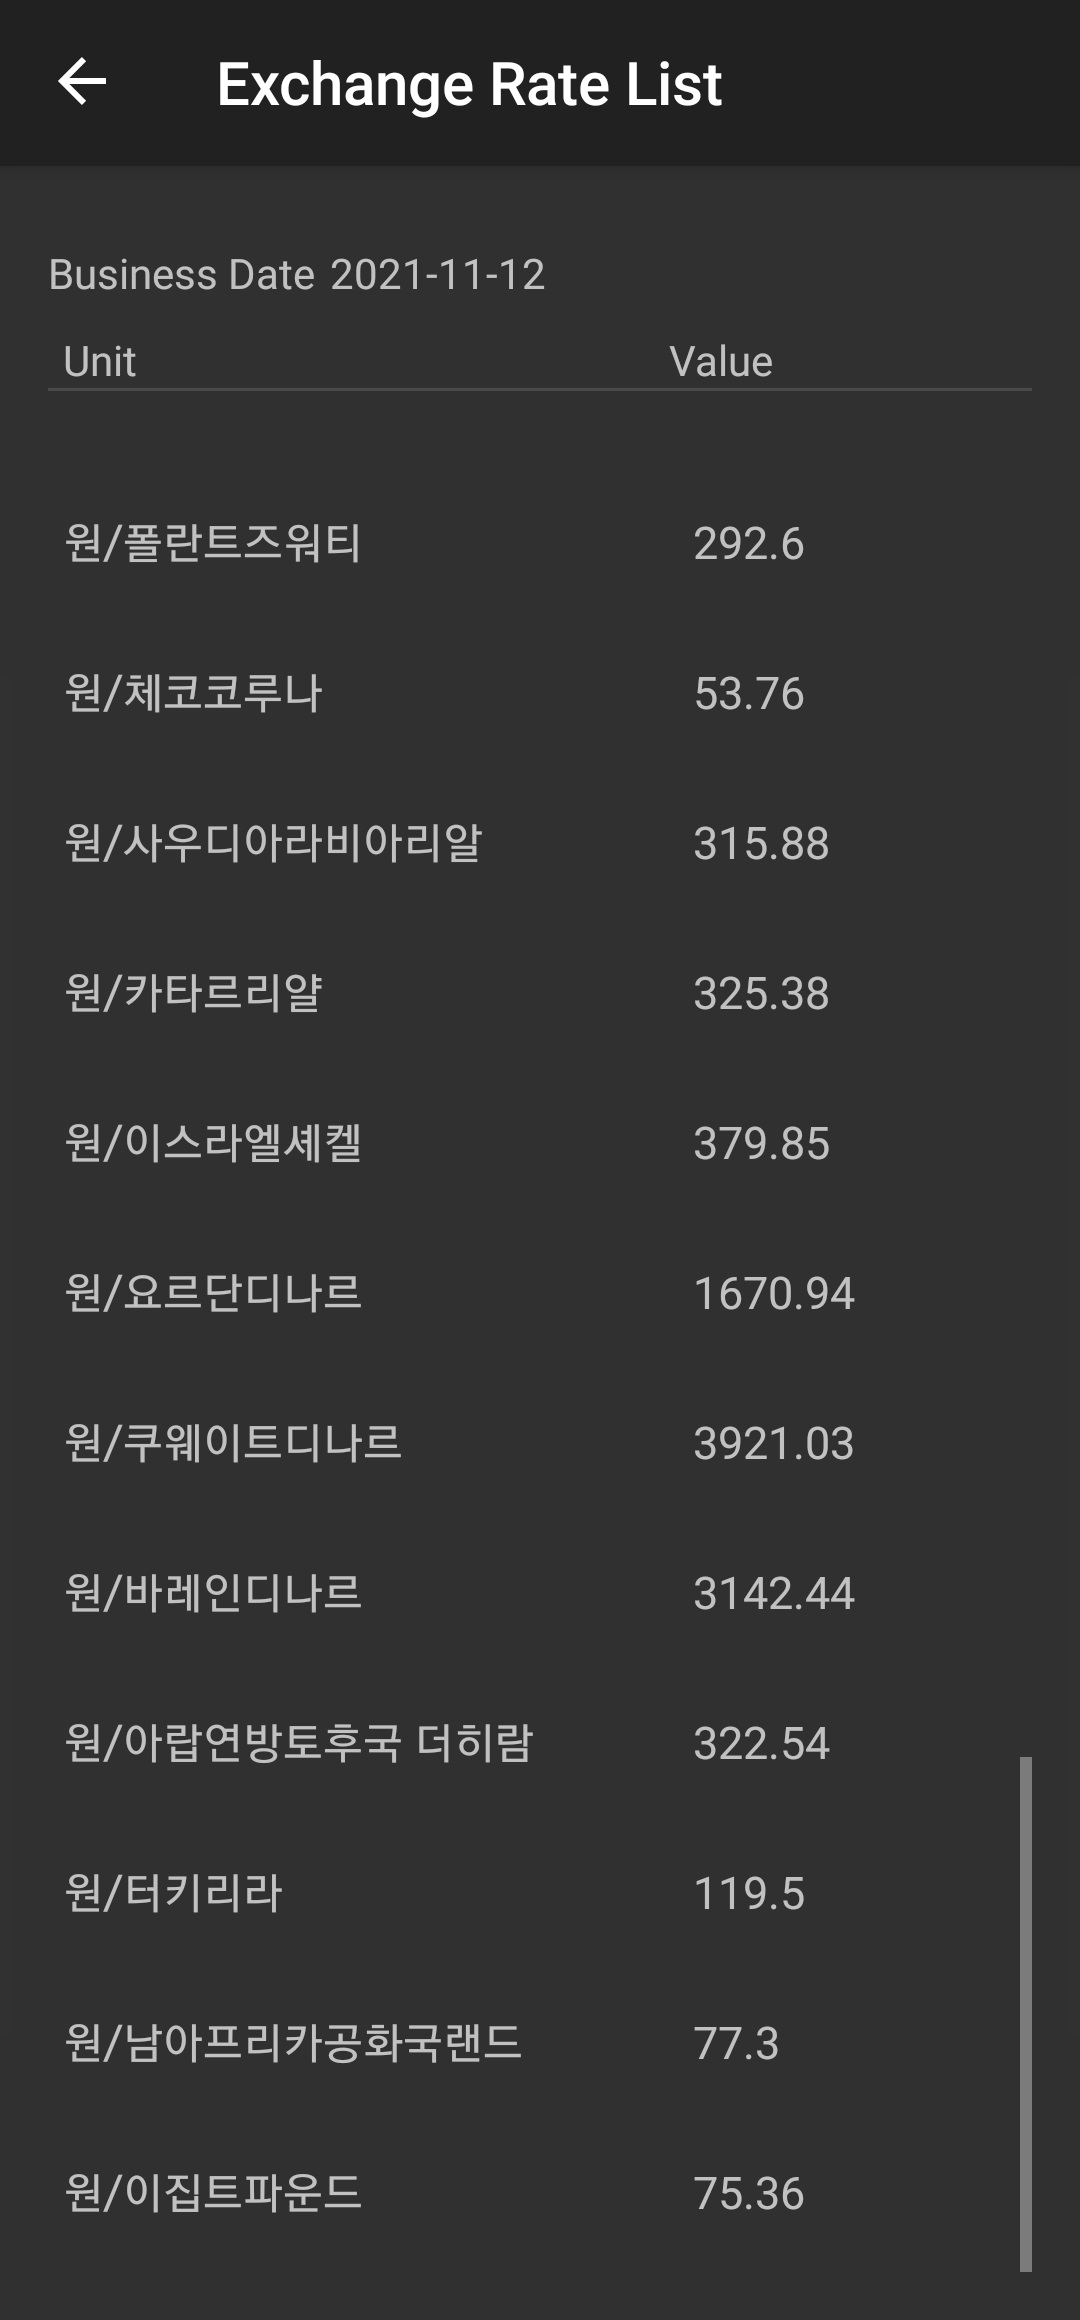 Exchange Rate List
Business Date 2021-11-12
Unit Value
원/폴란트즈워티 292.6
원/체코코루나 53.76
원/사우디아라비아리알 315.88
원/카타르리얄 325.38
원/이스라엘셰켈 379.85
원/요르단디나르 1670.94
원/쿠웨이트디나르 3921.03
원/바레인디나르 3142.44
원/아랍연방토후국 더히람 322.54
원/터키리라 119.5
원/남아프리카공화국랜드 77.3
원/이집트파운드 75.36